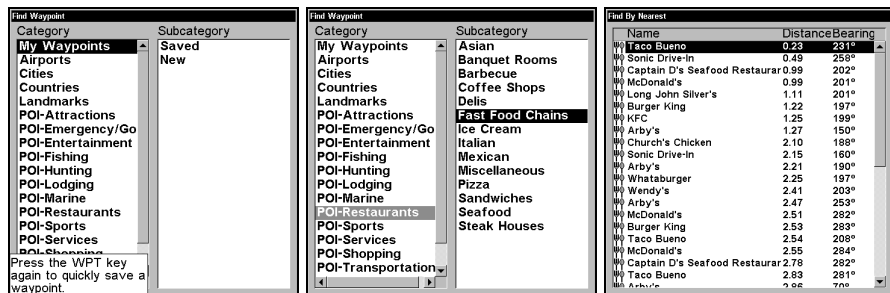 Find Waypoint
Category Subcategory
My Waypoints
Airports
Cities
Countries
Landmarks
POI-Attractions
POI-Emergency/Go
POI-Entertainment
POI-Fishing
POI-Hunting
POI-Lodging
POI-Marine
POI-Restaurants
POI-Sports
POI-Services
POI-Shopping
Saved
New
Press the WPT key
again to quickly save a
waypoint.
Find Waypoint
Category Subcategory
My Waypoints
Airports
Cities
Countries
Landmarks
POI-Attractions
POI-Emergency/Go
POI-Entertainment
POI-Fishing
POI-Hunting
POI-Lodging
POI-Marine
POI-Restaurants
POI-Sports
POI-Services
POI-Shopping
POI-Transportation
Asian
Banquet Rooms
Barbecue
Coffee Shops
Delis
Fast Food Chains
Ice Cream
Italian
Mexican
Miscellaneous
Pizza
Sandwiches
Seafood
Steak Houses
Find By Nearest
Name Distance Bearing
Taco Bueno 0.23 231°
Sonic Drive-In 0.49 258°
Captain D's Seafood Restaurar 0.99 202°
McDonald's 0.99 201°
Long John Silver's 1.11 201°
Burger King 1.22 197°
KFC 1.25 199°
Arby's 1.27 150°
Church's Chicken 2.10 188°
Sonic Drive-In 2.15 160°
Arby's 2.21 190°
Whataburger 2.25 197°
Wendy's 2.41 203°
Arby's 2.47 253°
McDonald's 2.51 282°
Burger King 2.53 283°
Taco Bueno 2.54 208°
McDonald's 2.55 284°
Captain D's Seafood Restaurar 2.78 282°
Taco Bueno 2.83 281°
Arby's 2.86 70°